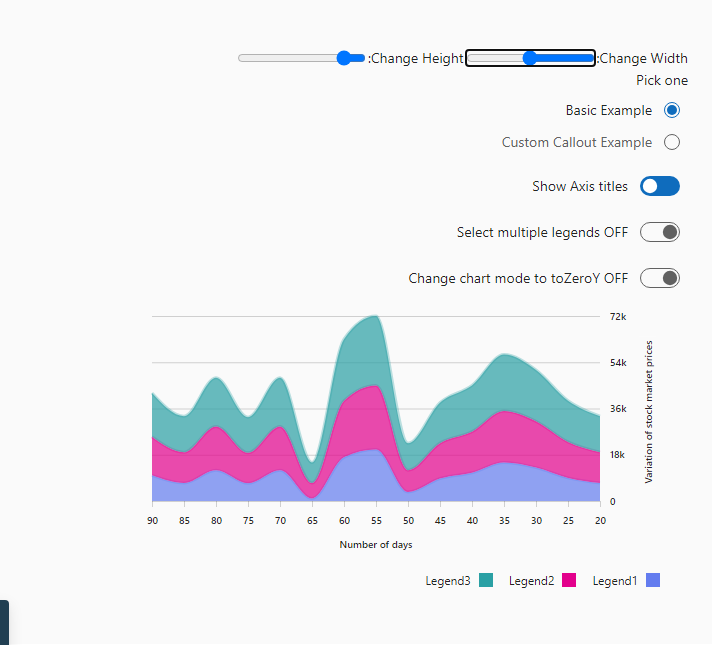 :Change Height :Change Width
Pick one
Basic Example
Custom Callout Example
Show Axis titles
Select multiple legends OFF
Change chart mode to toZeroY OFF
72k
54k
36k
18k
0
Variation of stock market prices
90 85 80 75 70 65 60 55 50 45 40 35 30 25 20
Number of days
Legend3 Legend2 Legend1